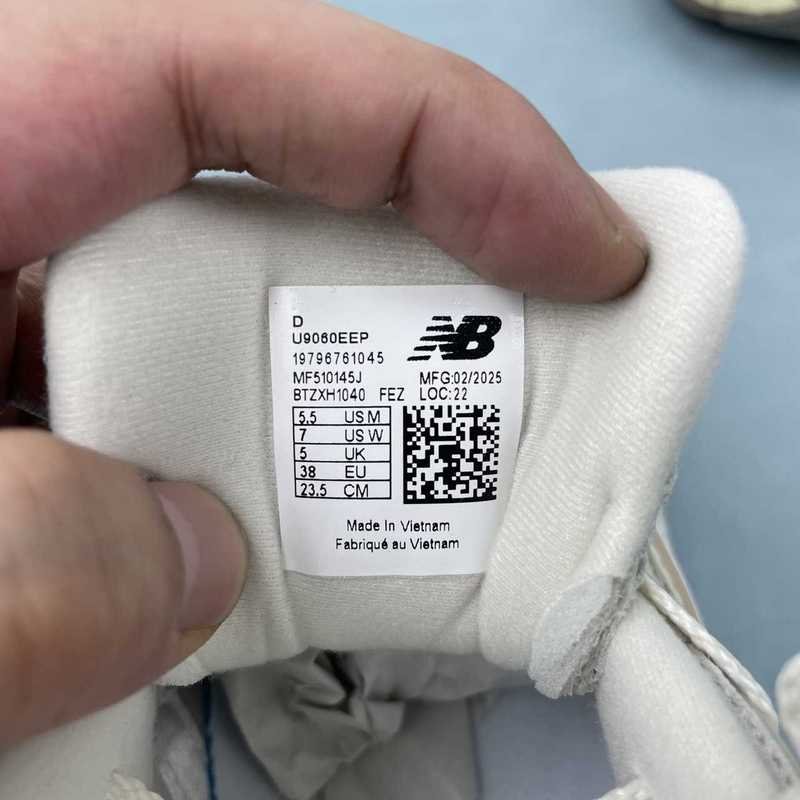 D
U9060EEP
19796761045
MF510145J MFG:02/2025
BTZXH1040 FEZ LOC:22
5.5 US M
7 US W
5 UK
38 EU
23.5 CM
NB
Made In Vietnam
Fabriqué au Vietnam